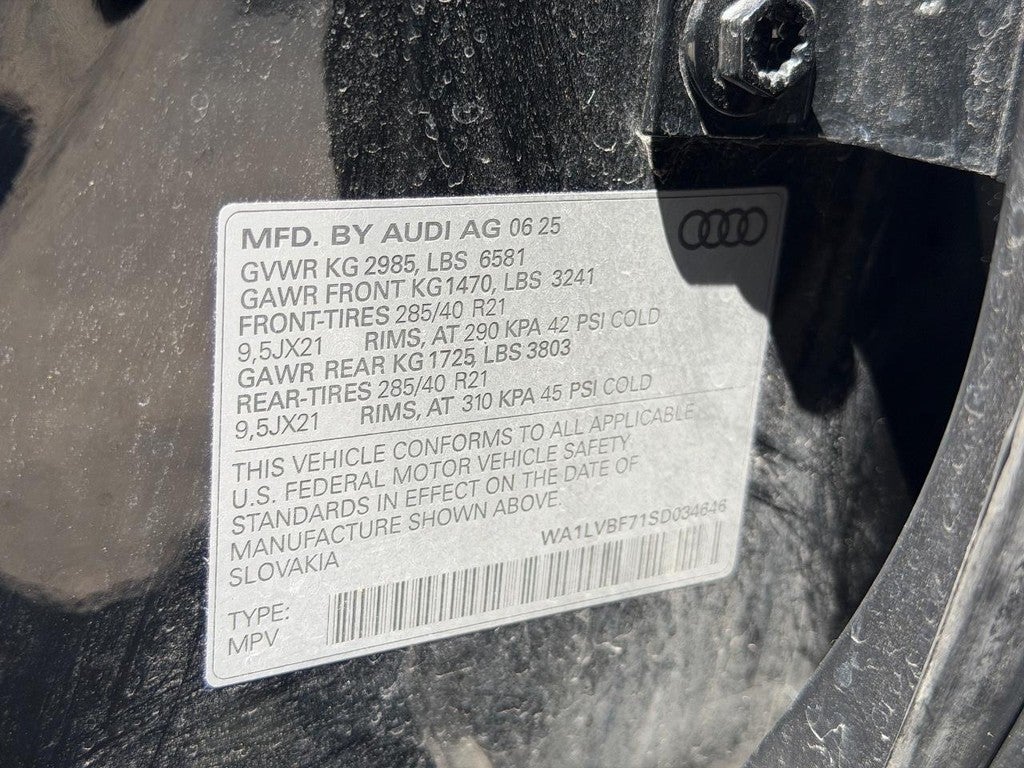 MFD. BY AUDI AG 06 25
GVWR KG 2985, LBS 6581
GAWR FRONT KG1470, LBS 3241
FRONT-TIRES 285/40 R21
9,5JX21 RIMS, AT 290 KPA 42 PSI COLD
GAWR REAR KG 1725, LBS 3803
REAR-TIRES 285/40 R21
9,5JX21 RIMS, AT 310 KPA 45 PSI COLD
THIS VEHICLE CONFORMS TO ALL APPLICABLE
U.S. FEDERAL MOTOR VEHICLE SAFETY
STANDARDS IN EFFECT ON THE DATE OF
MANUFACTURE SHOWN ABOVE.
SLOVAKIA
WA1LVBF71SD034646
TYPE:
MPV